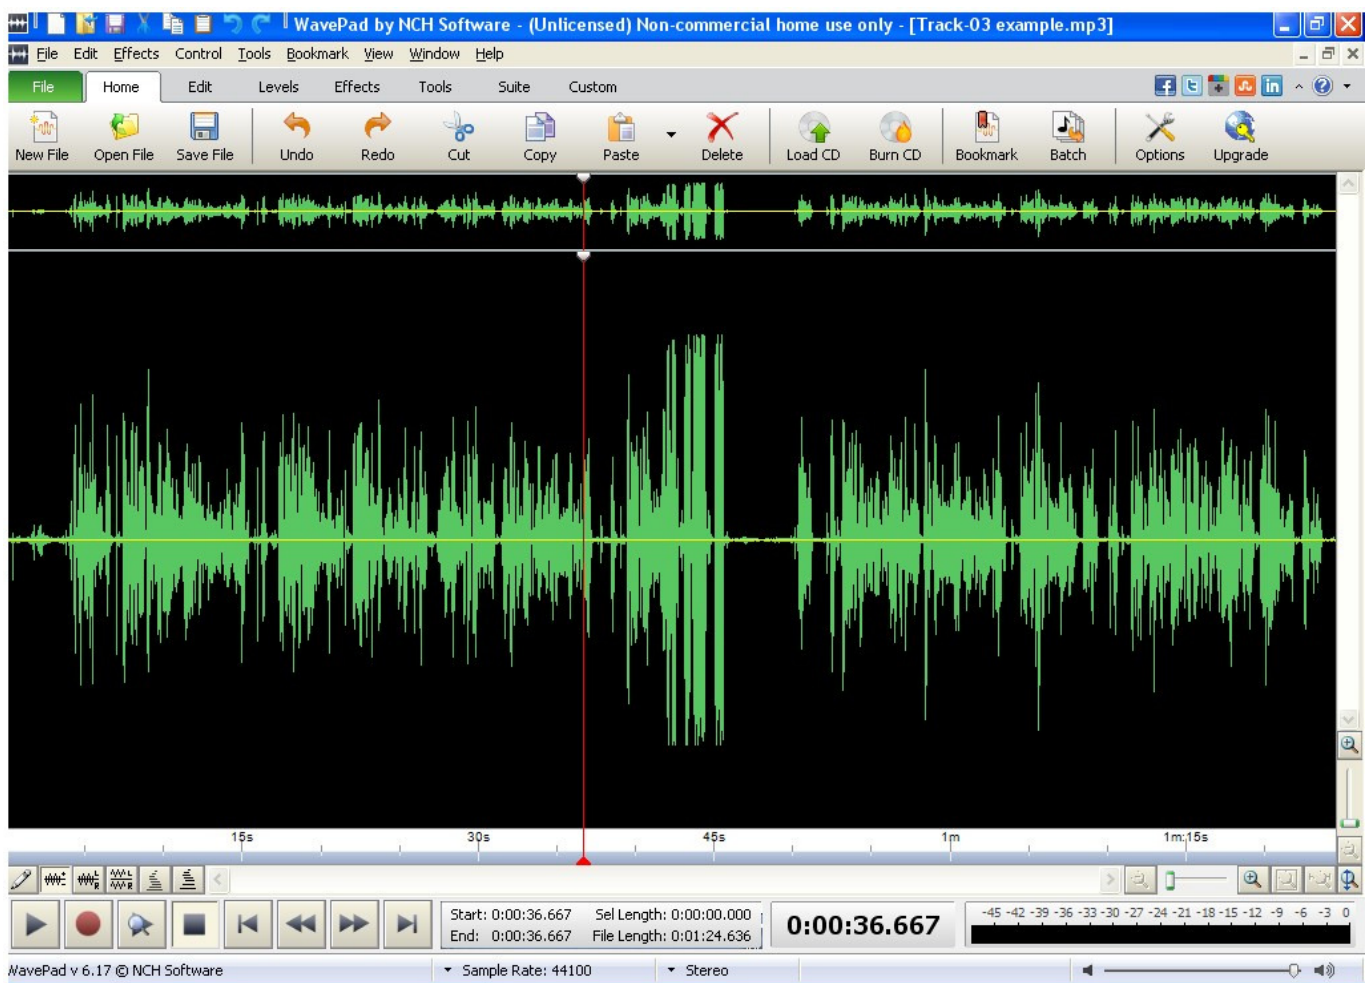 WavePad by NCH Software - (Unlicensed) Non-commercial home use only - [Track-03 example.mp3]
File Edit Effects Control Tools Bookmark View Window Help
File Home Edit Levels Effects Tools Suite Custom
New File Open File Save File Undo Redo Cut Copy Paste Delete Load CD Burn CD Bookmark Batch Options Upgrade
15s 30s 45s 1m 1m:15s
Start: 0:00:36.667 Sel Length: 0:00:00.000
End: 0:00:36.667 File Length: 0:01:24.636
0:00:36.667
-45 -42 -39 -36 -33 -30 -27 -24 -21 -18 -15 -12 -9 -6 -3 0
WavePad v 6.17 © NCH Software Sample Rate: 44100 Stereo